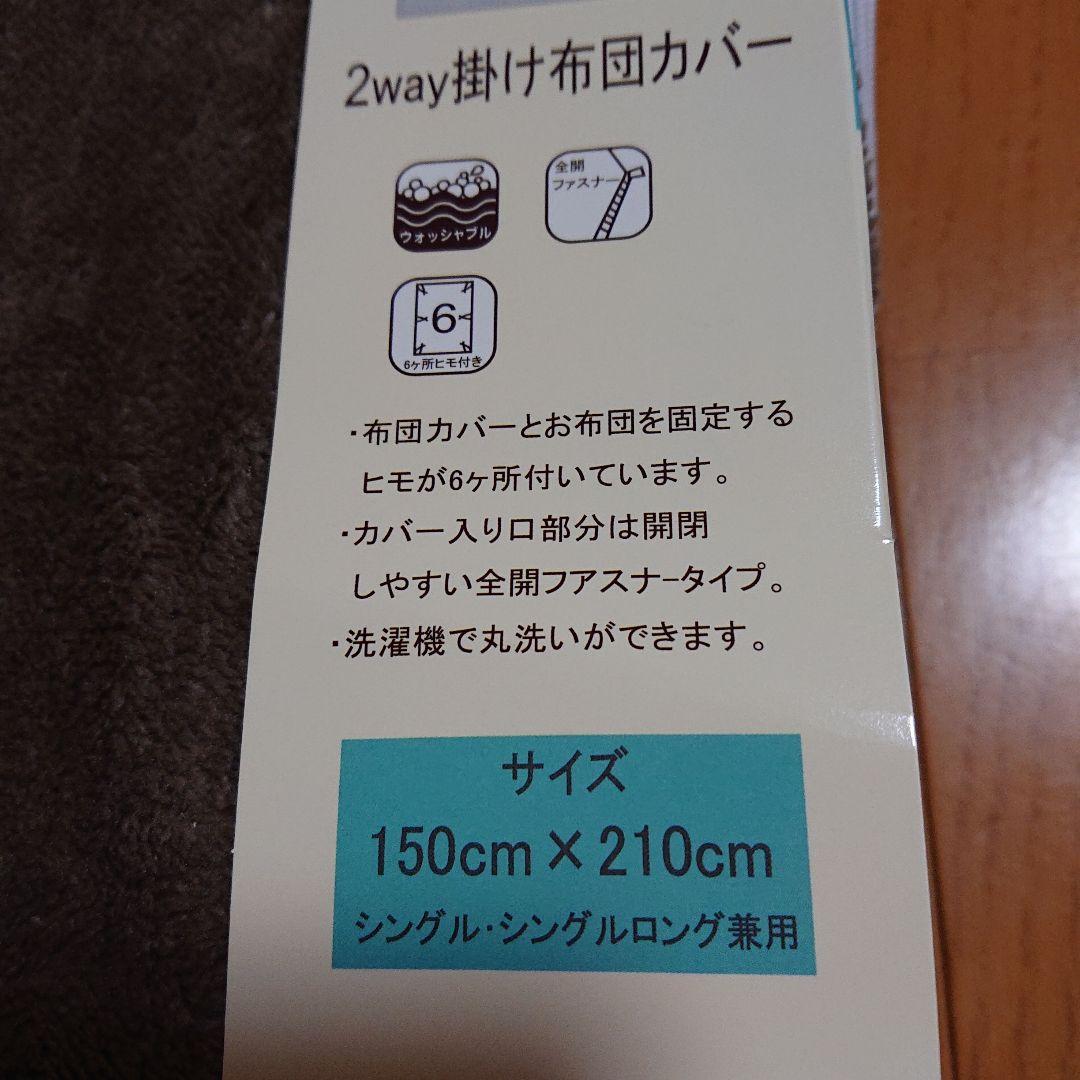 2way掛け布団カバー
ウォッシャブル
全開
ファスナー
6
6ヶ所ヒモ付き
・布団カバーとお布団を固定する
ヒモが6ヶ所付いています。
・カバー入り口部分は開閉
しやすい全開フアスナ−タイプ。
・洗濯機で丸洗いができます。
サイズ
150cm×210cm
シングル・シングルロング兼用